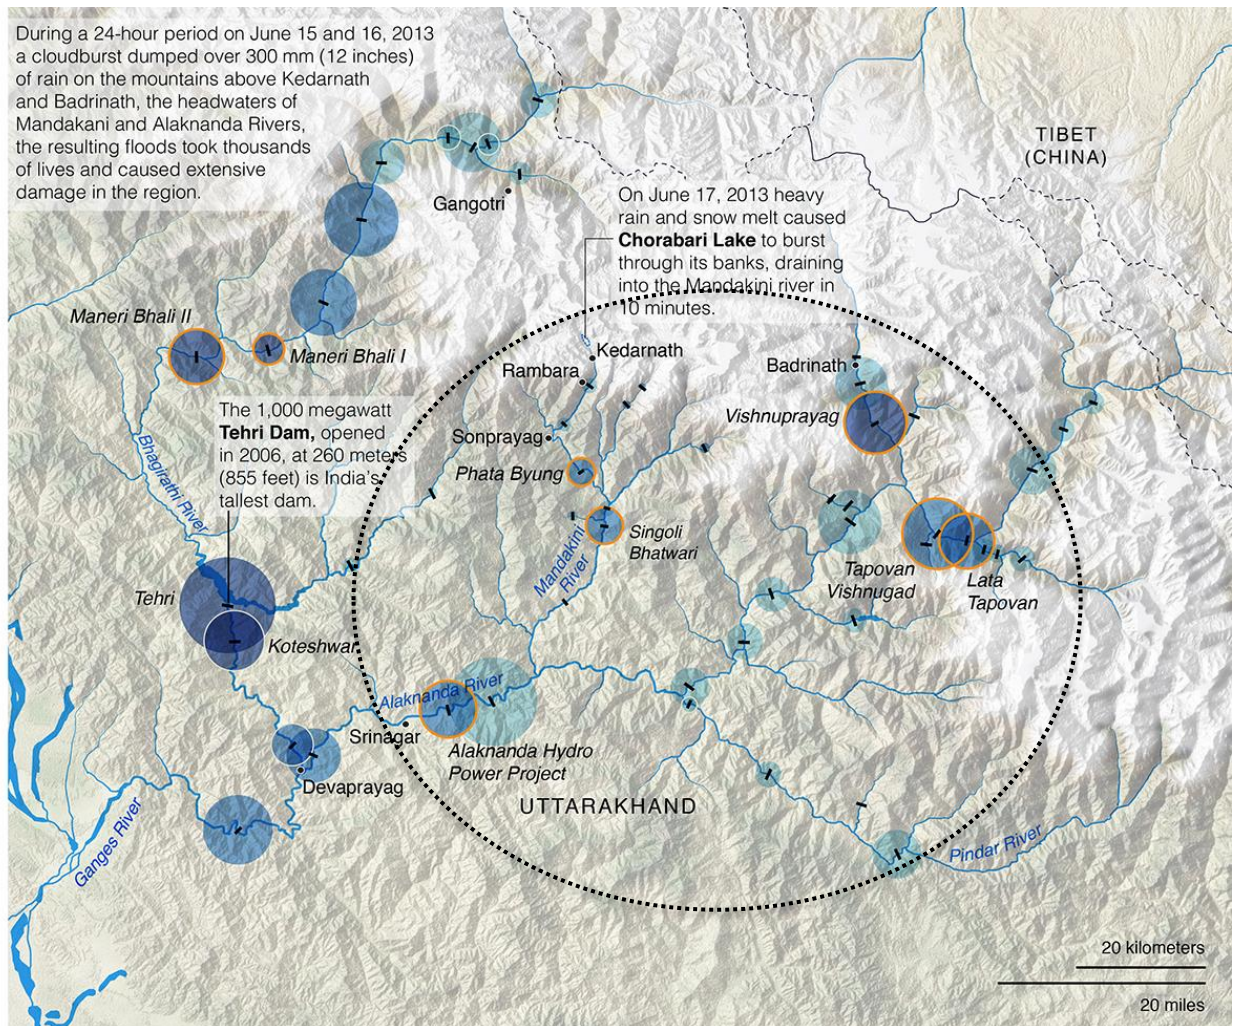 During a 24-hour period on June 15 and 16, 2013
a cloudburst dumped over 300 mm (12 inches)
of rain on the mountains above Kedarnath
and Badrinath, the headwaters of
Mandakani and Alaknanda Rivers,
the resulting floods took thousands
of lives and caused extensive
damage in the region.
TIBET
(CHINA)
Gangotri
On June 17, 2013 heavy
rain and snow melt caused
Chorabari Lake to burst
through its banks, draining
into the Mandakini river in
10 minutes.
Maneri Bhali II
Maneri Bhali I
Kedarnath
Rambara
Badrinath
Vishnuprayag
The 1,000 megawatt
Tehri Dam, opened
in 2006, at 260 meters
(855 feet) is India's
tallest dam.
Sonprayag
Phata Byung
Bhagirathi River
Singoli
Bhatwari
Mandakini
River
Tapovan
Vishnugad
Lata
Tapovan
Tehri
Koteshwar
Alaknanda River
Srinagar
Alaknanda Hydro
Power Project
Devaprayag
UTTARAKHAND
Ganges River
Pindar River
20 kilometers
20 miles